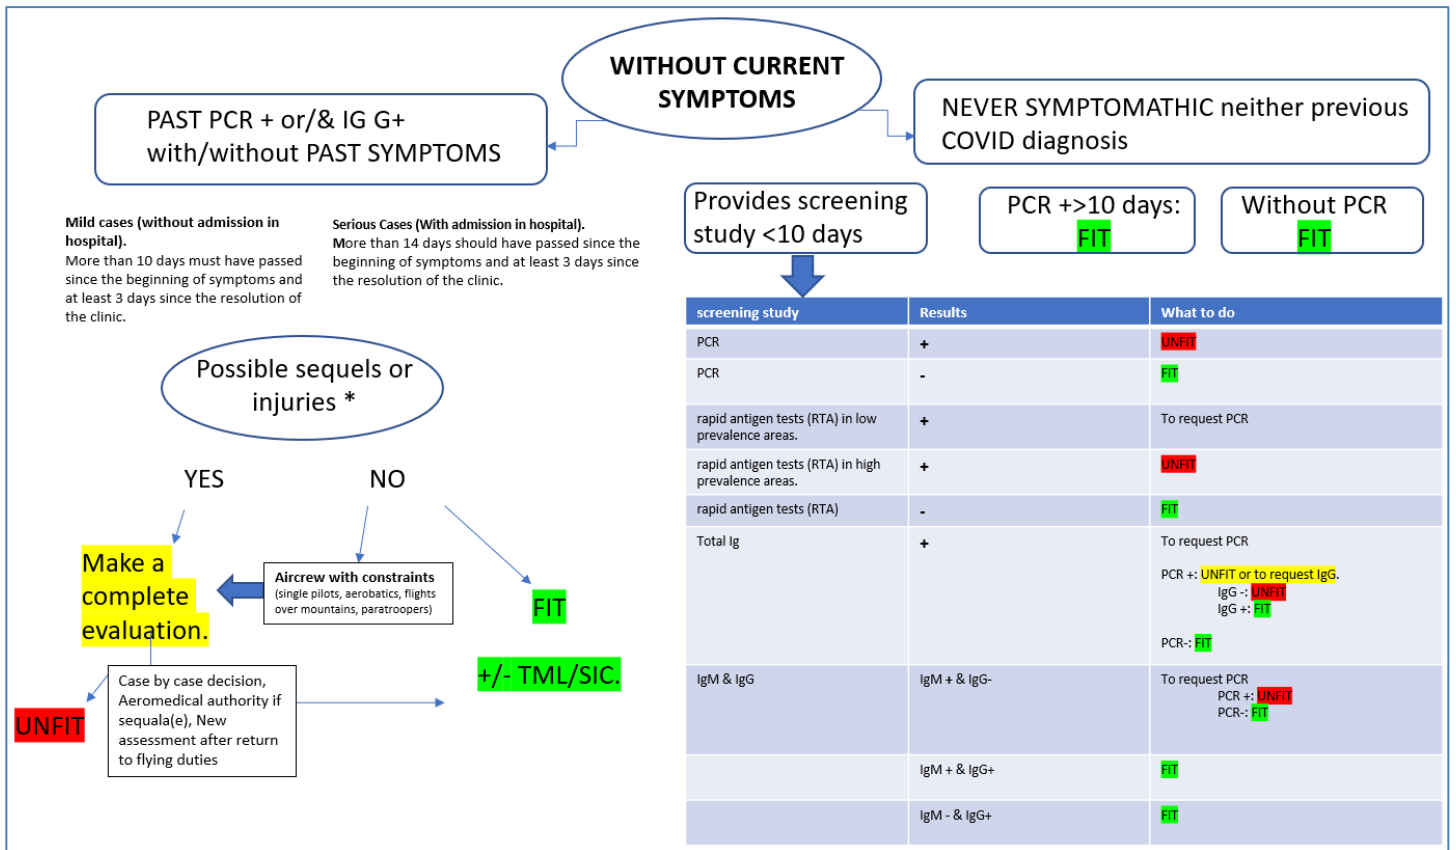 WITHOUT CURRENT
SYMPTOMS
PAST PCR + or/& IG G+
with/without PAST SYMPTOMS
NEVER SYMPTOMATHIC neither previous
COVID diagnosis
Mild cases (without admission in
hospital).
More than 10 days must have passed
since the beginning of symptoms and
at least 3 days since the resolution of
the clinic.
Serious Cases (With admission in hospital).
More than 14 days should have passed since the
beginning of symptoms and at least 3 days since
the resolution of the clinic.
Possible sequels or
injuries *
YES
NO
Make a
complete
evaluation.
Aircrew with constraints
(single pilots, aerobatics, flights
over mountains, paratroopers)
FIT
+/- TML/SIC.
Case by case decision,
Aeromedical authority if
sequala(e), New
assessment after return
to flying duties
UNFIT
Provides screening
study <10 days
PCR +>10 days:
FIT
Without PCR
FIT
screening study Results What to do
PCR + UNFIT
PCR - FIT
rapid antigen tests (RTA) in low + To request PCR
prevalence areas.
rapid antigen tests (RTA) in high + UNFIT
prevalence areas.
rapid antigen tests (RTA) - FIT
Total Ig + To request PCR
PCR +: UNFIT or to request IgG.
IgG -: UNFIT
IgG +: FIT
PCR-: FIT
IgM & IgG IgM + & IgG- To request PCR
PCR +: UNFIT
PCR-: FIT
IgM + & IgG+ FIT
IgM - & IgG+ FIT